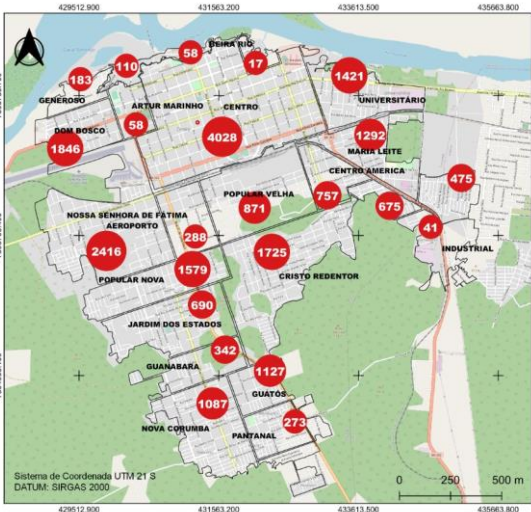 429512.900 431563.200 433613.500 435663.800
BEIRA RIO
58
17
110
183
1421
GENEROSO
ARTUR MARINHO
CENTRO
UNIVERSITÁRIO
DOM BOSCO
58
4028
1292
1846
MARIA LEITE
CENTRO AMÉRICA
475
POPULAR VELHA
757
871
675
NOSSA SENHORA DE FÁTIMA
AEROPORTO
41
288
2416
1725
INDUSTRIAL
1579
POPULAR NOVA
CRISTO REDENTOR
690
JARDIM DOS ESTADOS
342
GUANABARA
1127
GUATÓS
1087
273
NOVA CORUMBÁ
PANTANAL
Sistema de Coordenada UTM 21 S
DATUM: SIRGAS 2000
0 250 500 m
429512.900 431563.200 433613.500 435663.800